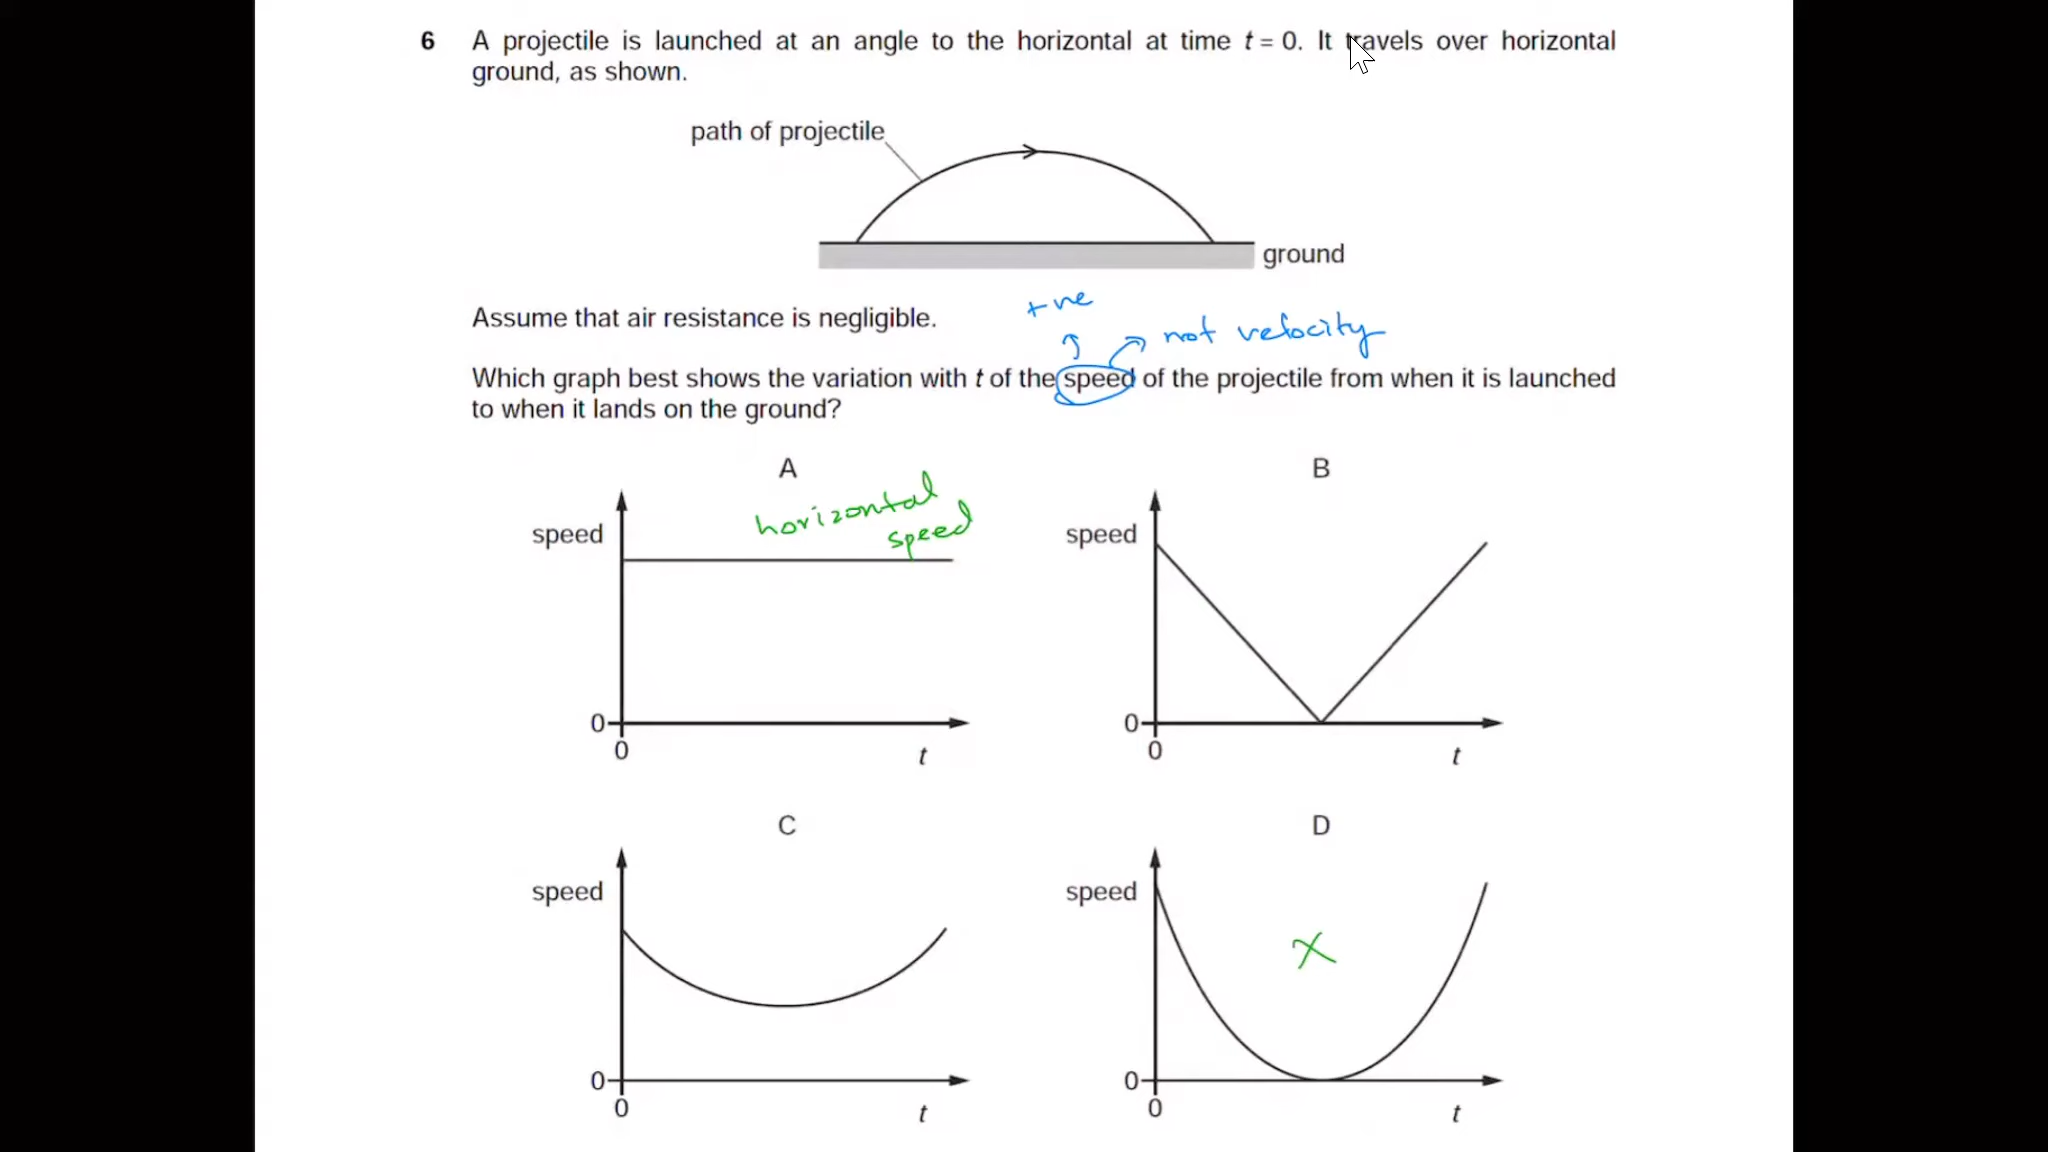 6 A projectile is launched at an angle to the horizontal at time t = 0. It travels over horizontal
ground, as shown.
path of projectile
ground
Assume that air resistance is negligible.
+ve
not velocity
Which graph best shows the variation with t of the speed of the projectile from when it is launched
to when it lands on the ground?
A
horizontal
speed
speed
0
0
t
B
speed
0
0
t
C
speed
0
0
t
D
speed
X
0
0
t